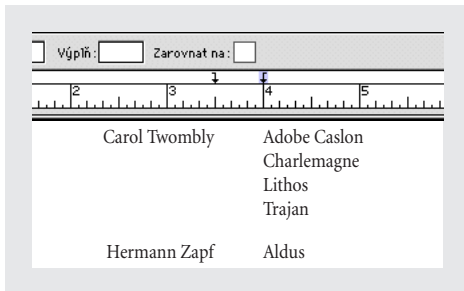 Výplň: Zarovnat na:
2 3 4 5
Carol Twombly Adobe Caslon
Charlemagne
Lithos
Trajan
Hermann Zapf Aldus